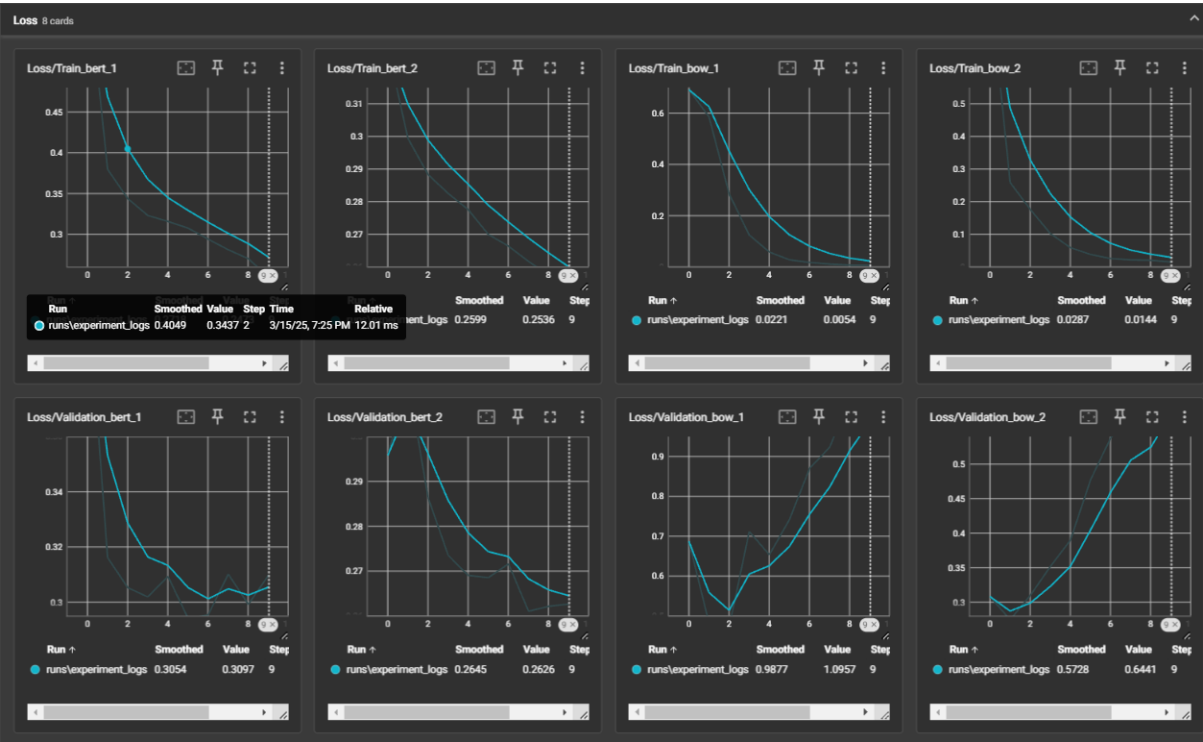 Loss 8 cards
Loss/Train_bert_1
0.45
0.4
0.35
0.3
0 2 4 6 8 9 ×
Run Smoothed Value Step Time Relative
runs\experiment_logs 0.4049 0.3437 2 3/15/25, 7:25 PM 12.01 ms
Loss/Train_bert_2
0.31
0.3
0.29
0.28
0.27
0 2 4 6 8 9 ×
Smoothed Value Step
0.2599 0.2536 9
Loss/Train_bow_1
0.6
0.4
0.2
0 2 4 6 8 9 ×
Run ↑ Smoothed Value Step
runs\experiment_logs 0.0221 0.0054 9
Loss/Train_bow_2
0.5
0.4
0.3
0.2
0.1
0 2 4 6 8 9 ×
Run ↑ Smoothed Value Step
runs\experiment_logs 0.0287 0.0144 9
Loss/Validation_bert_1
0.34
0.32
0.3
0 2 4 6 8 9 ×
Run ↑ Smoothed Value Step
runs\experiment_logs 0.3054 0.3097 9
Loss/Validation_bert_2
0.29
0.28
0.27
0 2 4 6 8 9 ×
Run ↑ Smoothed Value Step
runs\experiment_logs 0.2645 0.2626 9
Loss/Validation_bow_1
0.9
0.8
0.7
0.6
0 2 4 6 8 9 ×
Run ↑ Smoothed Value Step
runs\experiment_logs 0.9877 1.0957 9
Loss/Validation_bow_2
0.5
0.45
0.4
0.35
0.3
0 2 4 6 8 9 ×
Run ↑ Smoothed Value Step
runs\experiment_logs 0.5728 0.6441 9